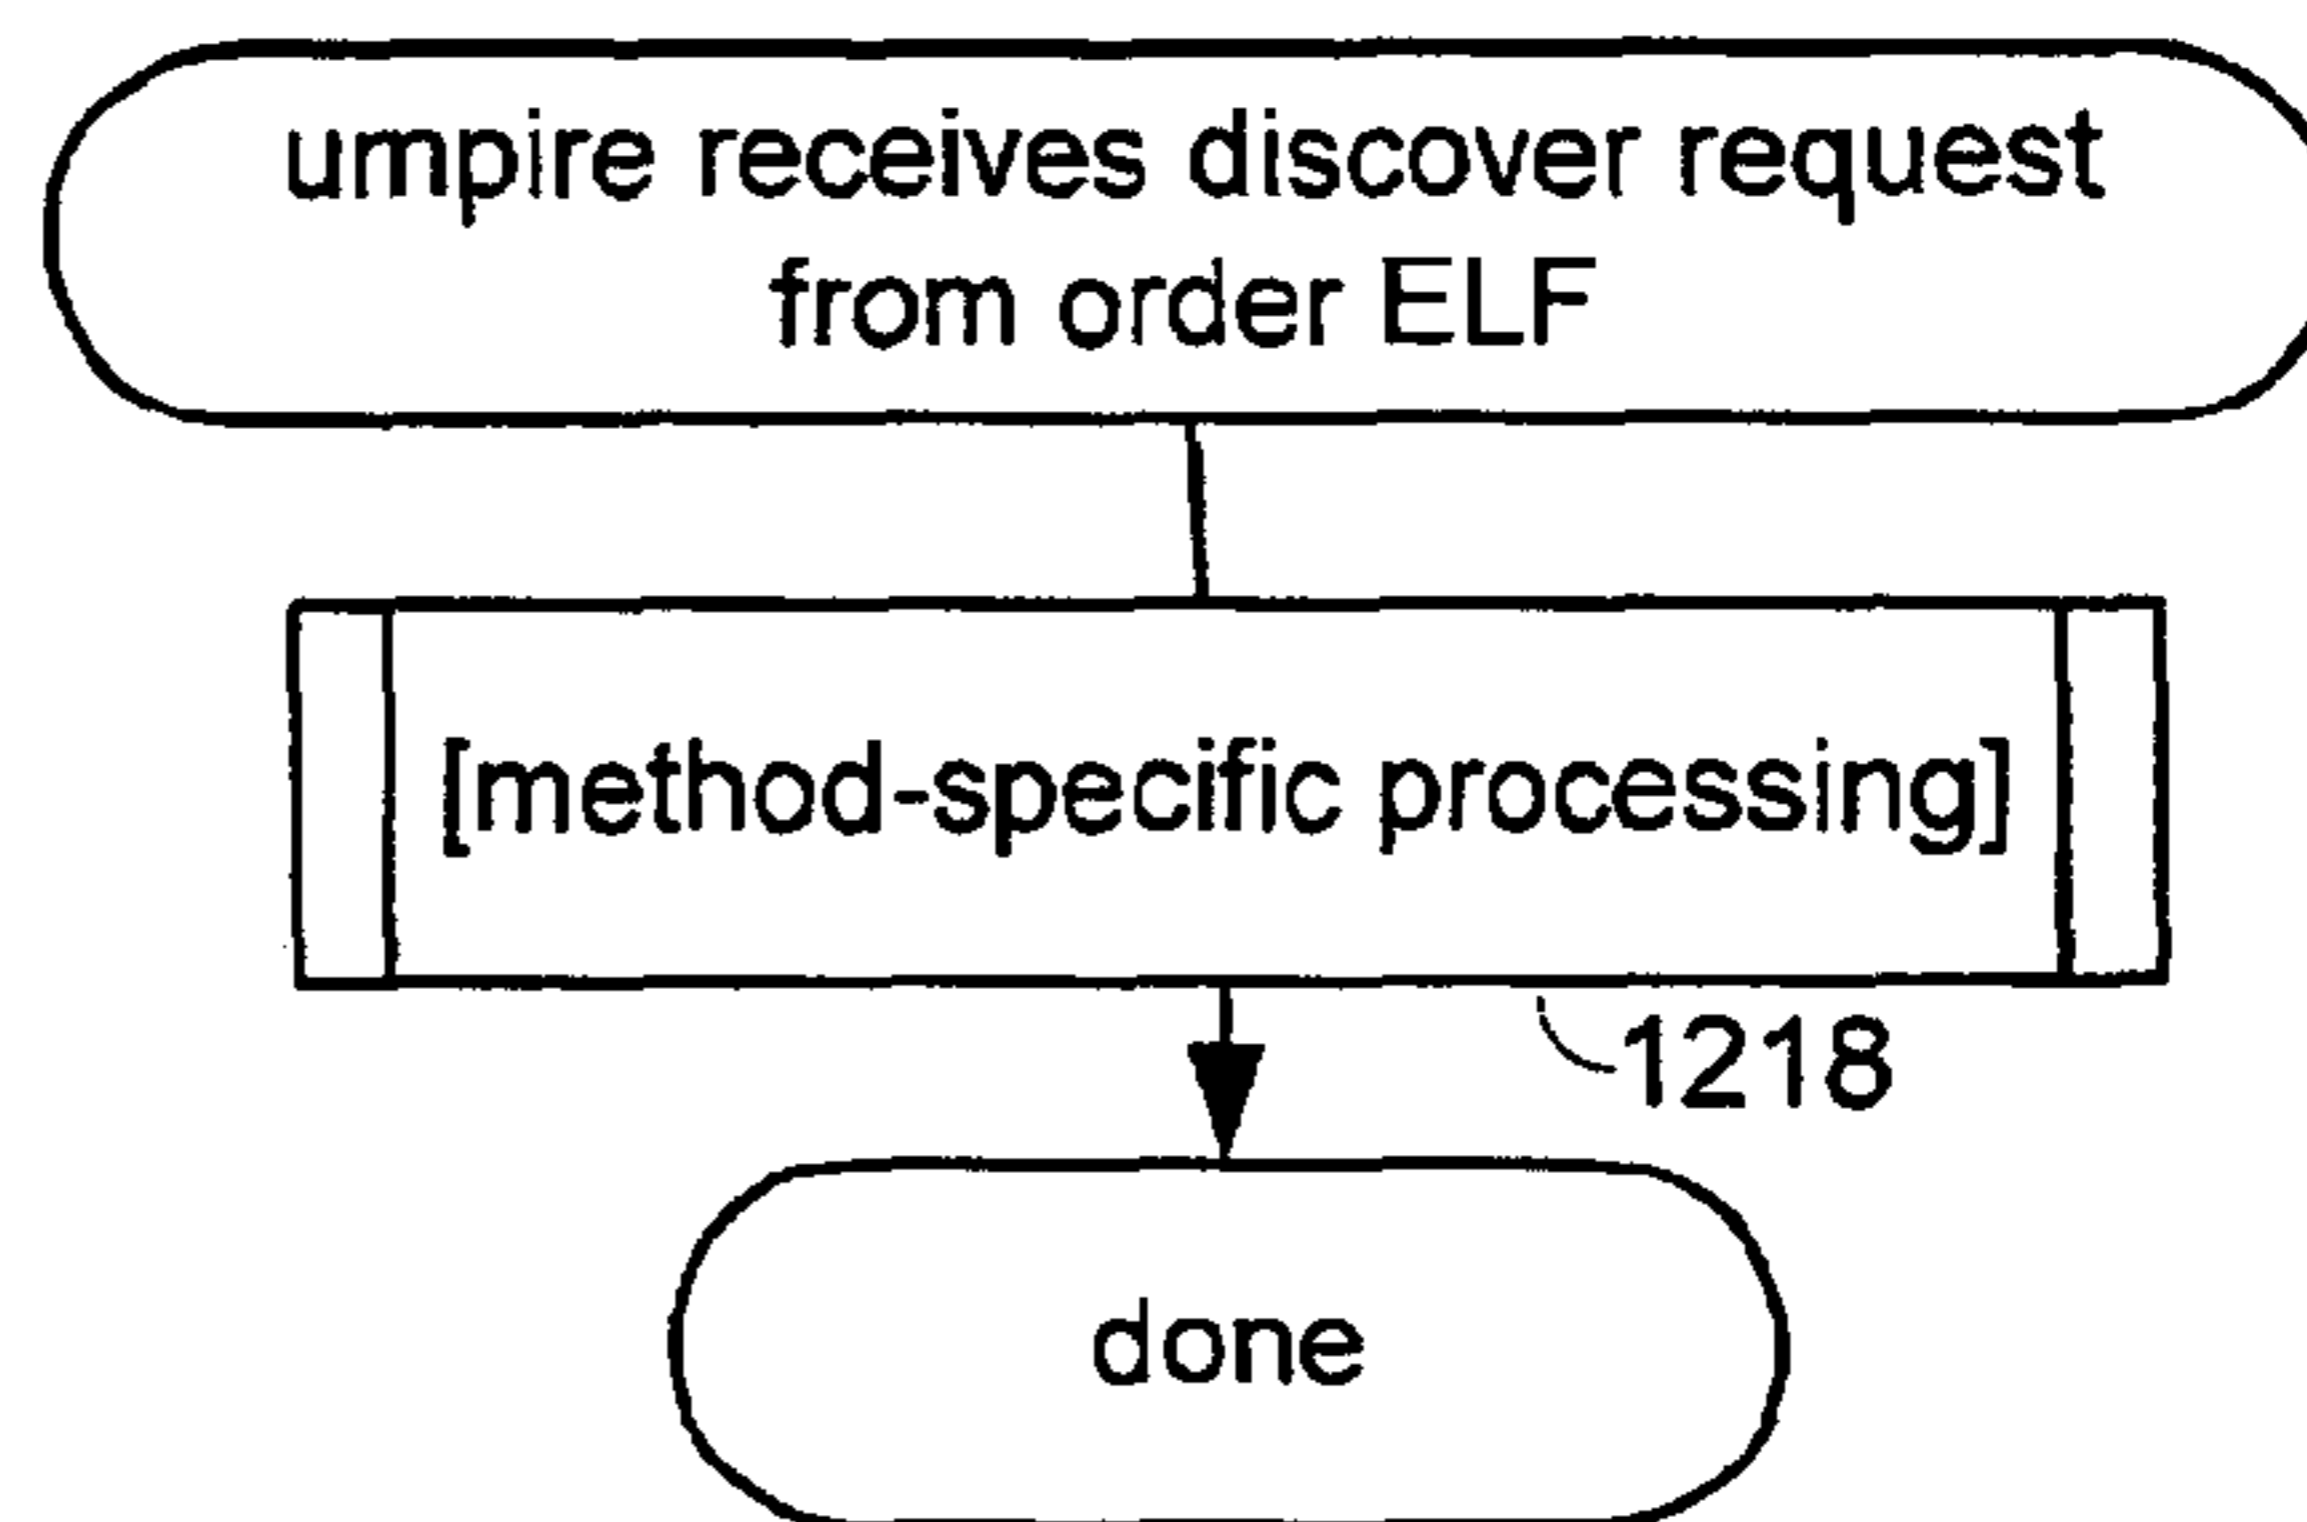 umpire receives discover request
from order ELF
[method-specific processing]
1218
done